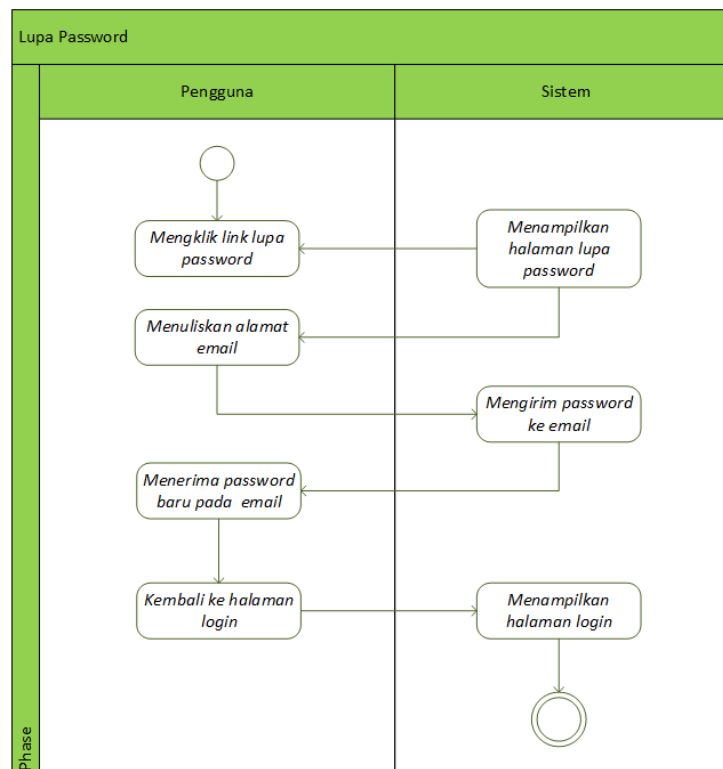 Lupa Password
Pengguna
Sistem
Mengklik link lupa
password
Menampilkan
halaman lupa
password
Menuliskan alamat
email
Mengirim password
ke email
Menerima password
baru pada email
Kembali ke halaman
login
Menampilkan
halaman login
Phase